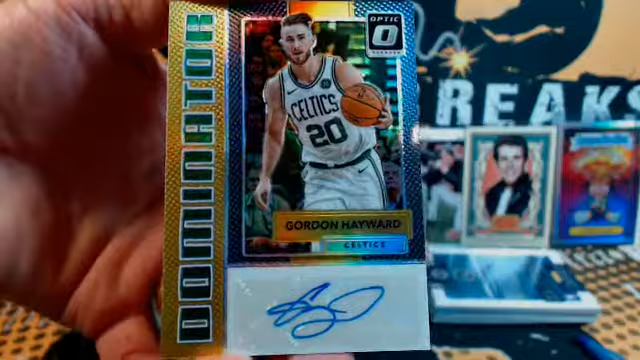 DOMINATOR
OPTIC
CELTICS
20
GORDON HAYWARD
CELTICS
REAKS